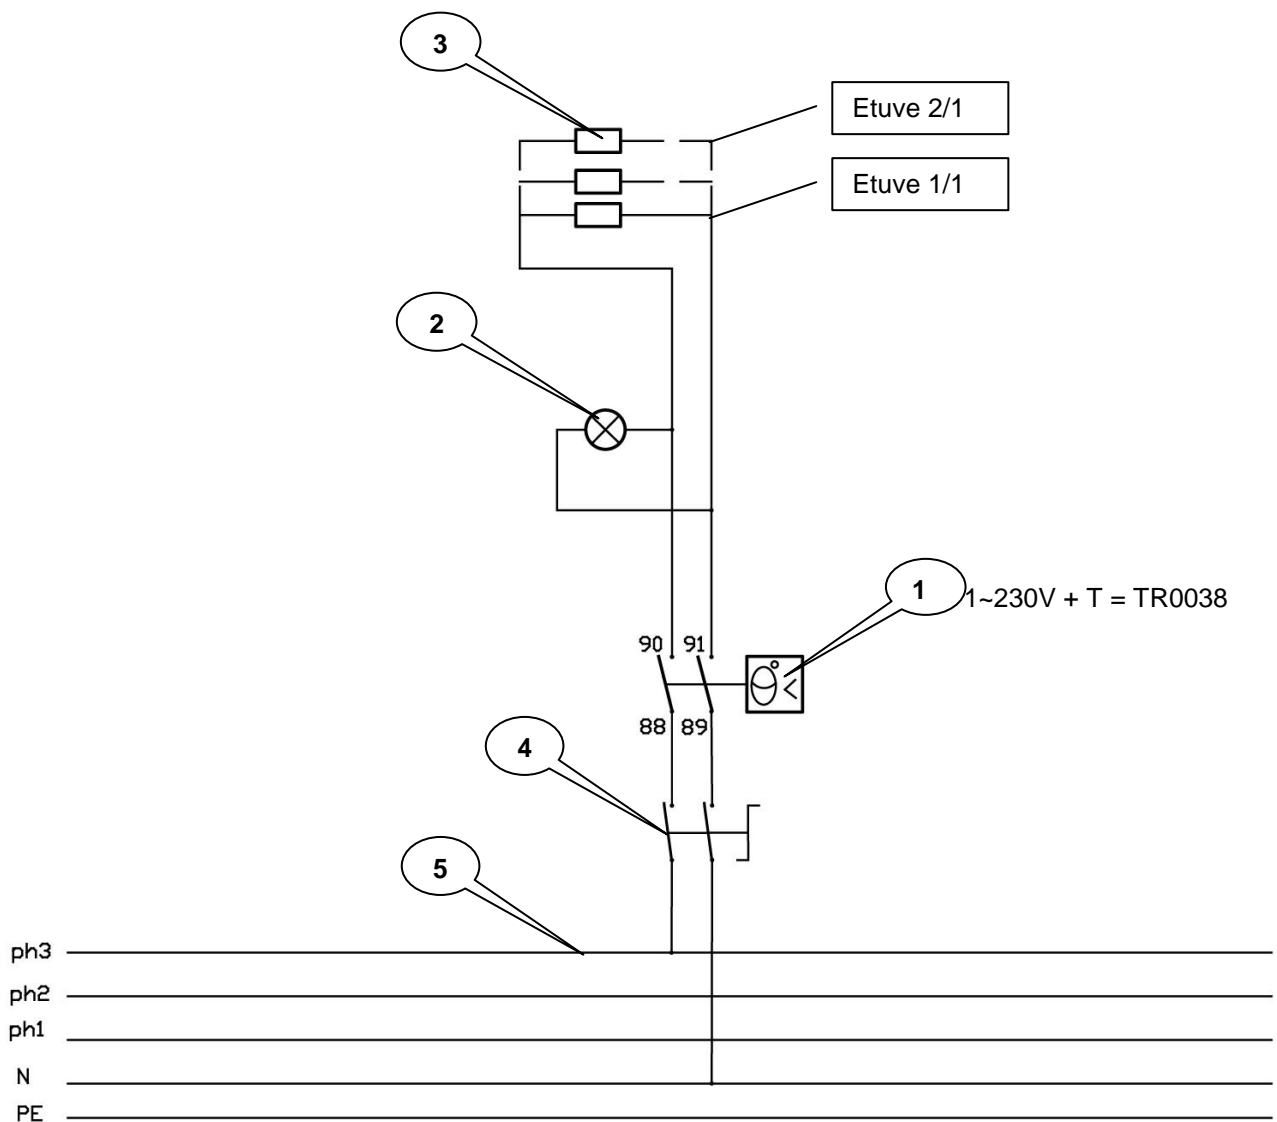 3
Etuve 2/1
Etuve 1/1
2
1
1~230V + T = TR0038
90 91
88 89
4
5
ph3
ph2
ph1
N
PE